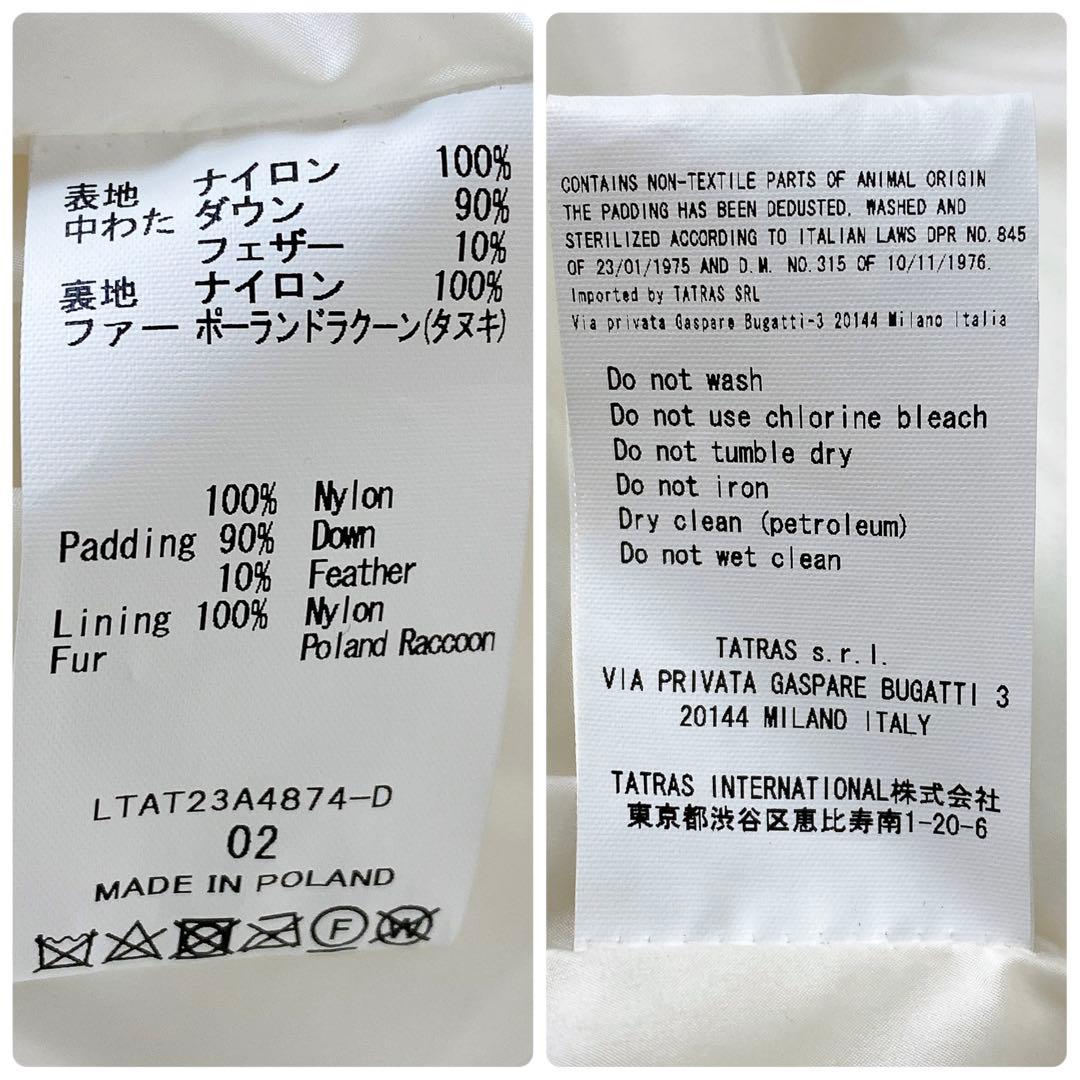 表地 ナイロン 100%
中わた ダウン 90%
フェザー 10%
裏地 ナイロン 100%
ファー ポーランドラクーン(タヌキ)
100% Nylon
Padding 90% Down
10% Feather
Lining 100% Nylon
Fur Poland Raccoon
LTAT23A4874-D
02
MADE IN POLAND
F W
CONTAINS NON-TEXTILE PARTS OF ANIMAL ORIGIN
THE PADDING HAS BEEN DEDUSTED, WASHED AND
STERILIZED ACCORDING TO ITALIAN LAWS DPR NO.845
OF 23/01/1975 AND D.M. NO.315 OF 10/11/1976.
Imported by TATRAS SRL
Via privata Gaspare Bugatti-3 20144 Milano Italia
Do not wash
Do not use chlorine bleach
Do not tumble dry
Do not iron
Dry clean (petroleum)
Do not wet clean
TATRAS s.r.l.
VIA PRIVATA GASPARE BUGATTI 3
20144 MILANO ITALY
TATRAS INTERNATIONAL株式会社
東京都渋谷区恵比寿南1-20-6